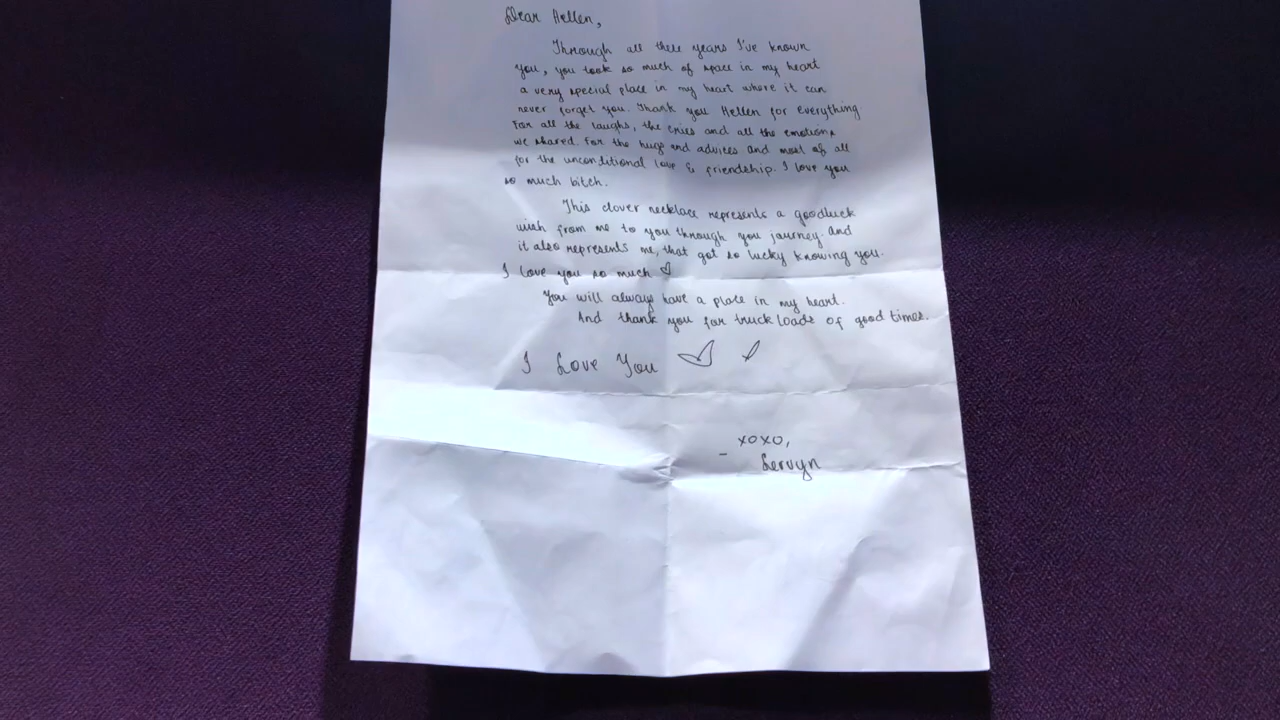 Dear Hellen,
Through all these years I've known
you, you took so much of space in my heart
a very special place in my heart where it can
never forget you. Thank you Hellen for everything
For all the laughs, the cries and all the emotions
we shared. For the hugs and advices and most of all
for the unconditional love & friendship. I love you
so much bitch.
This clover necklace represents a goodluck
wish from me to you through you journey. And
it also represents me, that got so lucky knowing you.
I love you so much ♡
You will always have a place in my heart.
And thank you for truck loads of good times.
I Love You
xoxo,
- Lervyn